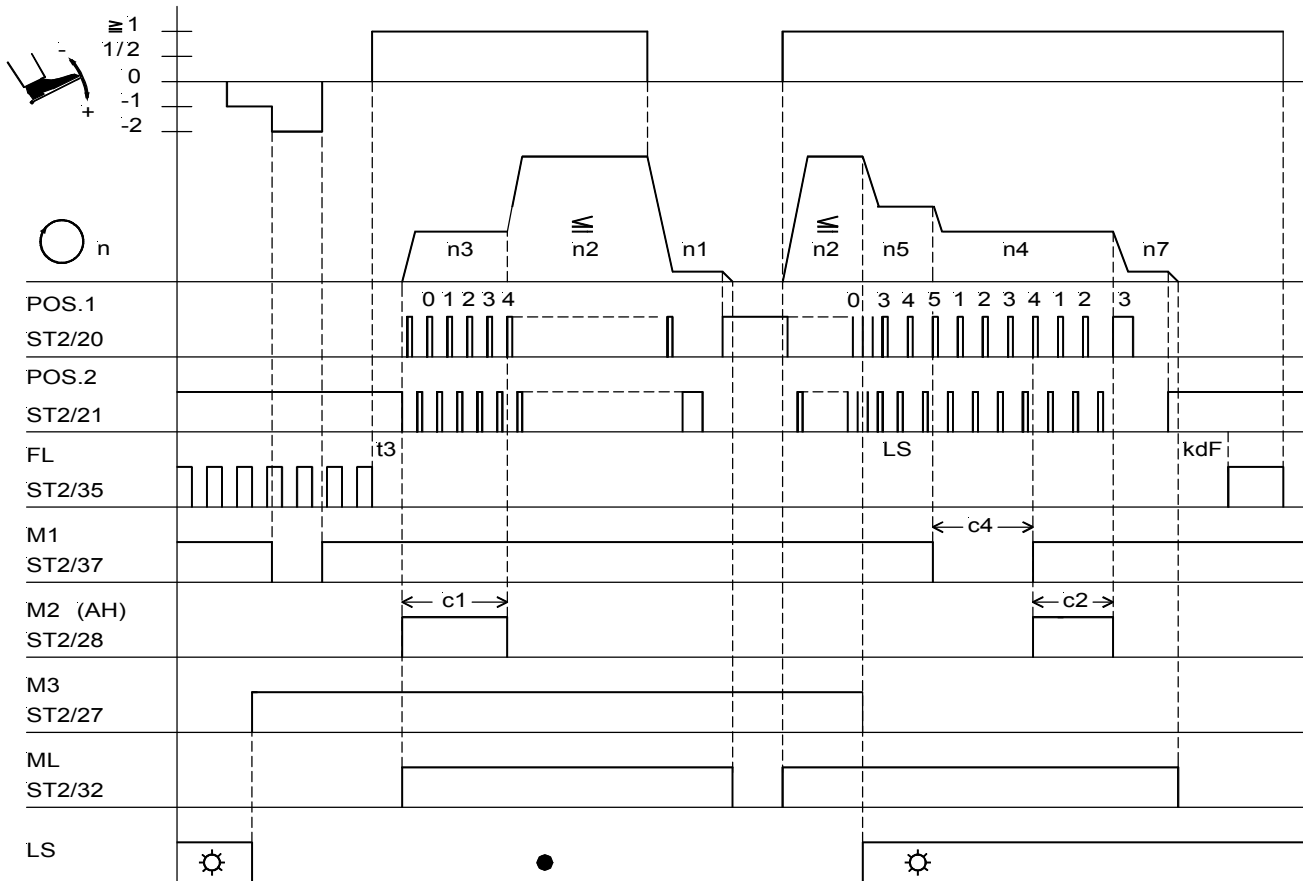 ≧ 1
1/2
0
-1
-2
-
+
n
n3
≦
n2
n1
≦
n2
n5
n4
n7
POS.1
0 1 2 3 4
0 3 4 5 1 2 3 4 1 2 3
ST2/20
POS.2
ST2/21
FL
t3
LS
kdF
ST2/35
M1
c4
ST2/37
M2 (AH)
c1
c2
ST2/28
M3
ST2/27
ML
ST2/32
LS